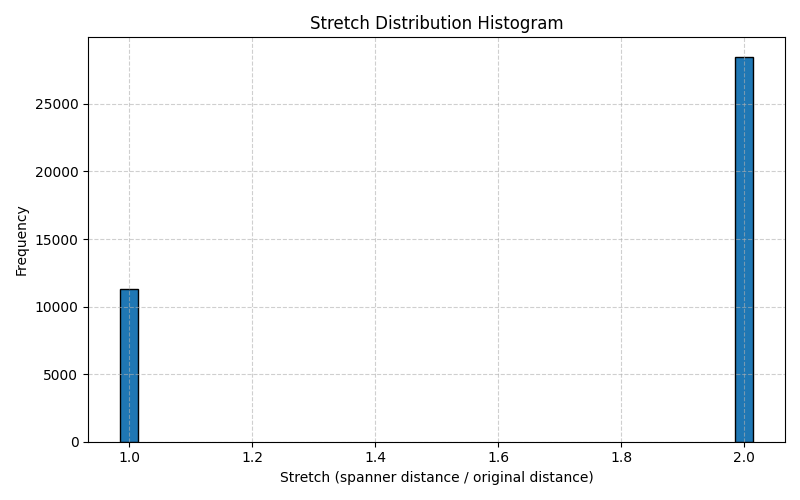 Stretch Distribution Histogram
Frequency
25000
20000
15000
10000
5000
0
1.0 1.2 1.4 1.6 1.8 2.0
Stretch (spanner distance / original distance)